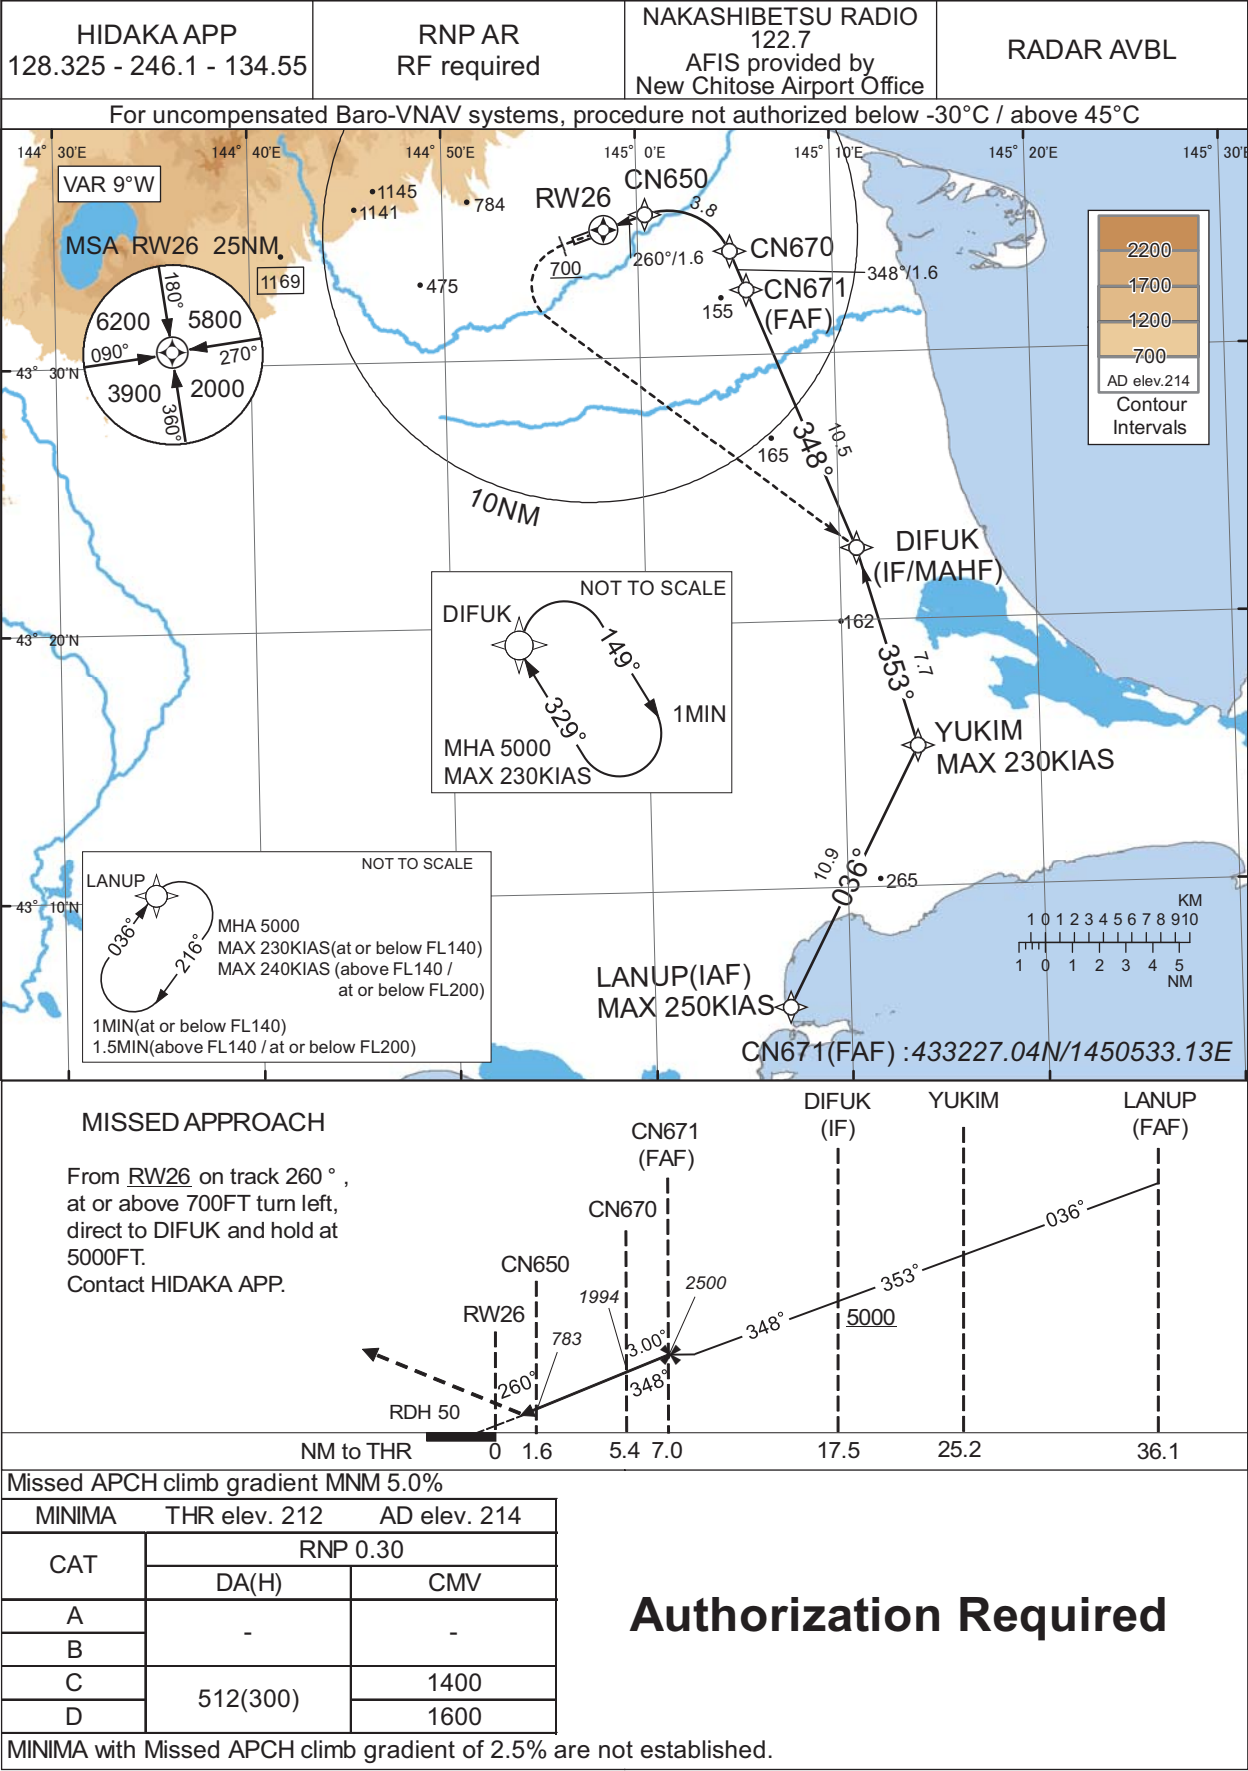 HIDAKA APP
128.325 - 246.1 - 134.55
RNP AR
RF required
NAKASHIBETSU RADIO
122.7
AFIS provided by
New Chitose Airport Office
RADAR AVBL
For uncompensated Baro-VNAV systems, procedure not authorized below -30°C / above 45°C
144° 30'E
144° 40'E
144° 50'E
145° 0'E
145° 10'E
145° 20'E
145° 30'E
VAR 9°W
1145
1141
784
RW26
CN650
3.8
MSA RW26 25NM
1169
475
700
260°/1.6
CN670
348°/1.6
CN671
(FAF)
155
180°
6200
5800
090°
270°
3900
2000
360°
43° 30'N
2200
1700
1200
700
AD elev.214
Contour
Intervals
348°
10.5
165
10NM
DIFUK
(IF/MAHF)
NOT TO SCALE
DIFUK
149°
329°
1MIN
MHA 5000
MAX 230KIAS
43° 20'N
162
353°
7.7
YUKIM
MAX 230KIAS
036°
10.9
265
NOT TO SCALE
LANUP
036°
216°
MHA 5000
MAX 230KIAS(at or below FL140)
MAX 240KIAS (above FL140 /
at or below FL200)
1MIN(at or below FL140)
1.5MIN(above FL140 / at or below FL200)
43° 10'N
KM
1 0 1 2 3 4 5 6 7 8 9 10
1 0 1 2 3 4 5
NM
LANUP(IAF)
MAX 250KIAS
CN671(FAF) :433227.04N/1450533.13E
MISSED APPROACH
From RW26 on track 260 ° ,
at or above 700FT turn left,
direct to DIFUK and hold at
5000FT.
Contact HIDAKA APP.
DIFUK
(IF)
YUKIM
LANUP
(FAF)
CN671
(FAF)
CN670
CN650
RW26
1994
2500
783
3.00°
348°
260°
348°
353°
036°
5000
RDH 50
NM to THR
0 1.6 5.4 7.0 17.5 25.2 36.1
Missed APCH climb gradient MNM 5.0%
MINIMA THR elev. 212 AD elev. 214
CAT
RNP 0.30
DA(H) CMV
A
B
- -
C
D
512(300)
1400
1600
MINIMA with Missed APCH climb gradient of 2.5% are not established.
Authorization Required